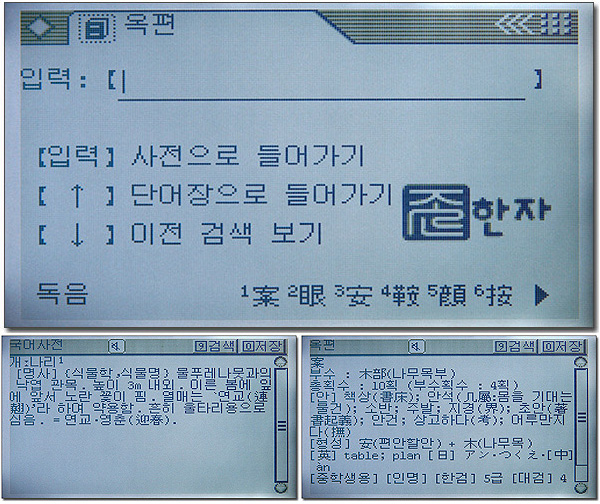 옥편
입력 : [ ]
[입력] 사전으로 들어가기
[ ↑ ] 단어장으로 들어가기
[ ↓ ] 이전 검색 보기
한자
독음 1案 2眼 3安 4鞍 5顔 6按 ▶
국어사전 9검색 0저장
개:나리1
[명사] {식물학.식물명} 물푸레나뭇과의
낙엽 관목. 높이 3m 내외. 이른 봄에 잎
에 앞서 노란 꽃이 핌. 열매는 ‘연교(連
翹)’라 하여 약용함. 흔히 울타리용으로
심음. = 연교·영춘(迎春).
옥편 9검색 0저장
案
부수 : 木部(나무목부)
총획수 : 10획 (부수획수 : 4획)
[안] 책상(書床); 안석(几屬:몸을 기대는
물건); 소반; 주발; 지경(界); 초안(著
書起義); 안건; 상고하다(考); 어루만지
다(撫)
[형성] 安(편안할안) + 木(나무목)
[英] table; plan [日] アン·つくえ·[中]
àn
[중학생용] [인명] [한검] 5급 [대검] 4